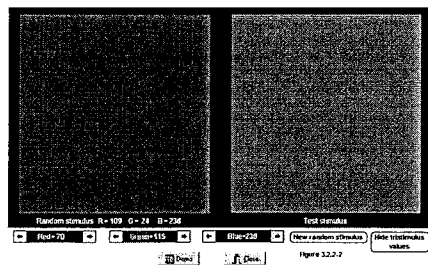 Random stimulus R=109 G=24 B=238
Test stimulus
Red=70
Green=115
Blue=238
New random stimulus
Hide tristimulus values
Demo
Close
Figure 3.2.2-2